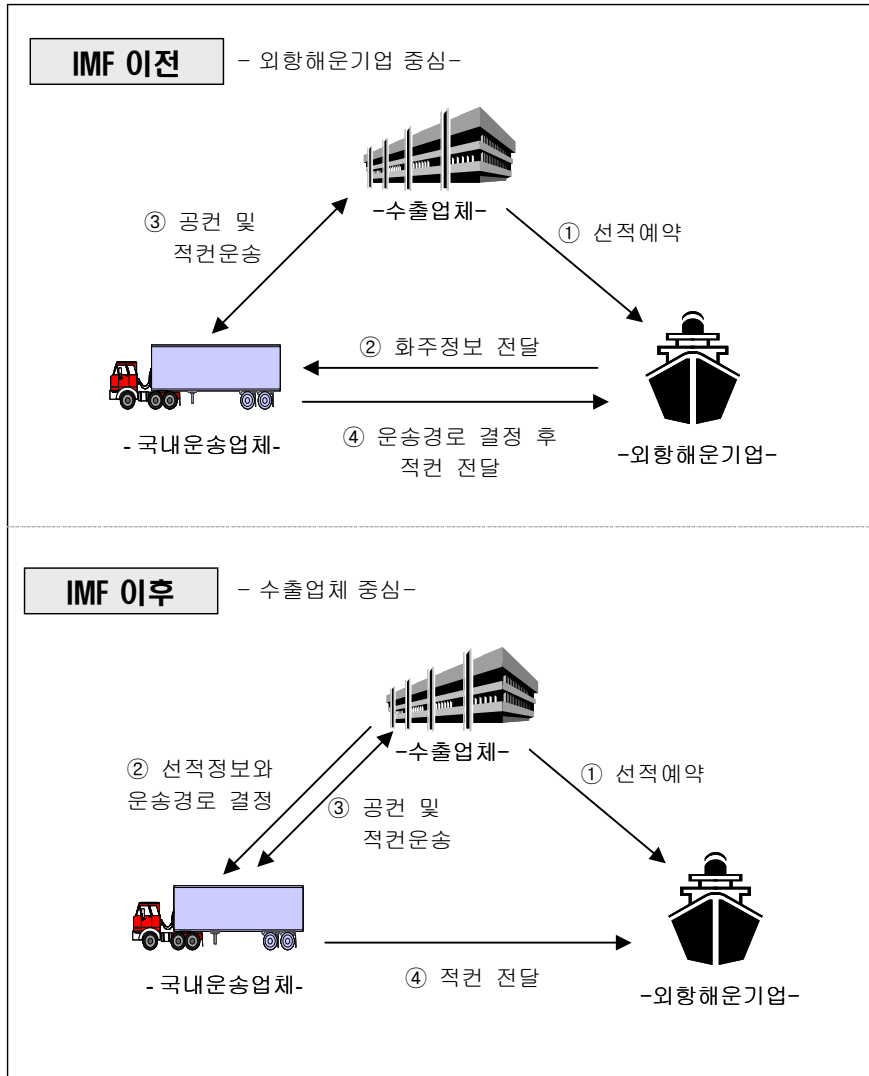 IMF 이전
- 외항해운기업 중심-
-수출업체-
③ 공컨 및
적컨운송
① 선적예약
② 화주정보 전달
- 국내운송업체-
④ 운송경로 결정 후
적컨 전달
-외항해운기업-
IMF 이후
- 수출업체 중심-
-수출업체-
② 선적정보와
운송경로 결정
① 선적예약
③ 공컨 및
적컨운송
- 국내운송업체-
④ 적컨 전달
-외항해운기업-